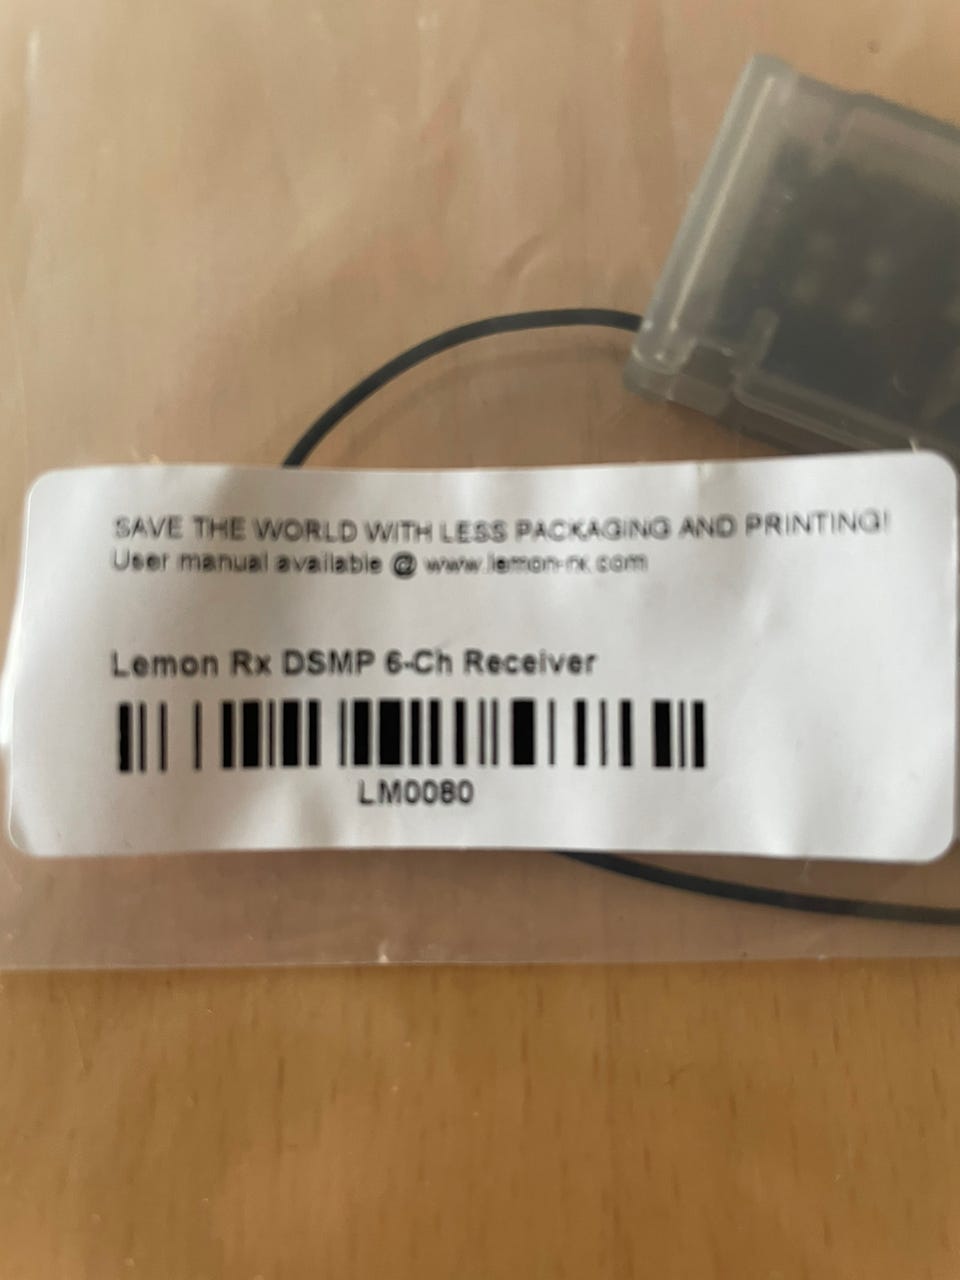 SAVE THE WORLD WITH LESS PACKAGING AND PRINTING!
User manual available @ www.lemon-rx.com
Lemon Rx DSMP 6-Ch Receiver
LM0080